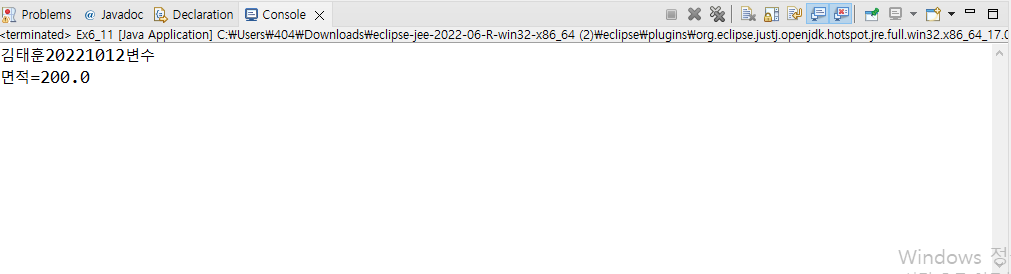 Problems @ Javadoc Declaration Console
<terminated> Ex6_11 [Java Application] C:₩Users₩404₩Downloads₩eclipse-jee-2022-06-R-win32-x86_64 (2)₩eclipse₩plugins₩org.eclipse.justj.openjdk.hotspot.jre.full.win32.x86_64_17.0
김태훈20221012변수
면적=200.0
Windows 정